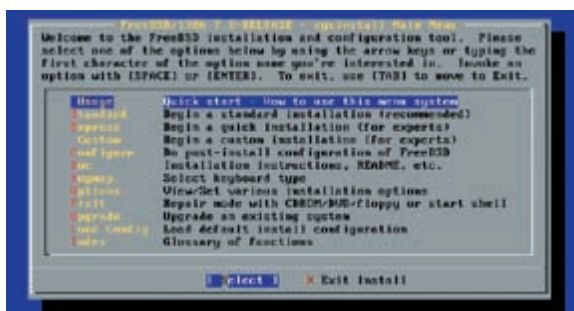 FreeBSD/i386 7.0-RELEASE - sysinstall Main Menu
Welcome to the FreeBSD installation and configuration tool. Please
select one of the options below by using the arrow keys or typing the
first character of the option name you're interested in. Invoke an
option with [SPACE] or [ENTER]. To exit, use [TAB] to move to Exit.
Usage Quick start - How to use this menu system
Standard Begin a standard installation (recommended)
Express Begin a quick installation (for experts)
Custom Begin a custom installation (for experts)
Configure Do post-install configuration of FreeBSD
Doc Installation instructions, README, etc.
Keymap Select keyboard type
Options View/Set various installation options
Fixit Repair mode with CDROM/DVD/floppy or start shell
Upgrade Upgrade an existing system
Load Config Load default install configuration
Index Glossary of functions
[ Select ] X Exit Install